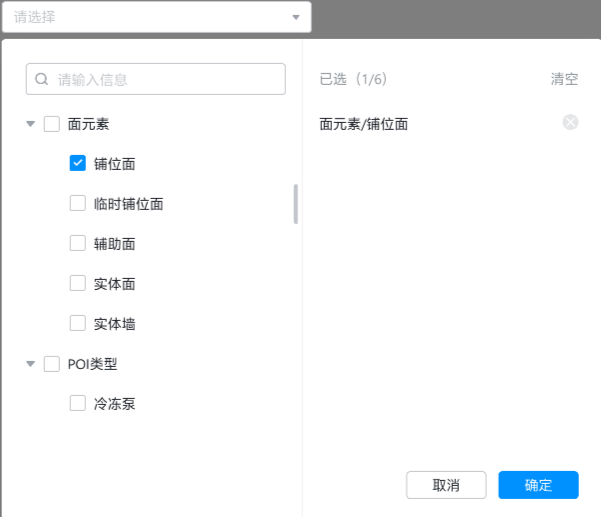 请选择
请输入信息
面元素
铺位面
临时铺位面
辅助面
实体面
实体墙
POI类型
冷冻泵
已选（1/6）
清空
面元素/铺位面
取消
确定